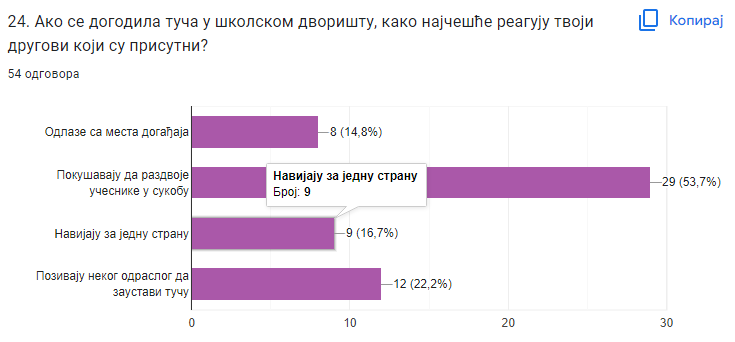 24. Ако се догодила туча у школском дворишту, како најчешће реагују твоји
другови који су присутни?
Копирај
54 одговора
Одлазе са места догађаја
8 (14,8%)
Покушавају да раздвоје
учеснике у сукобу
29 (53,7%)
Навијају за једну страну
Број: 9
Навијају за једну страну
9 (16,7%)
Позивају неког одраслог да
заустави тучу
12 (22,2%)
0
10
20
30